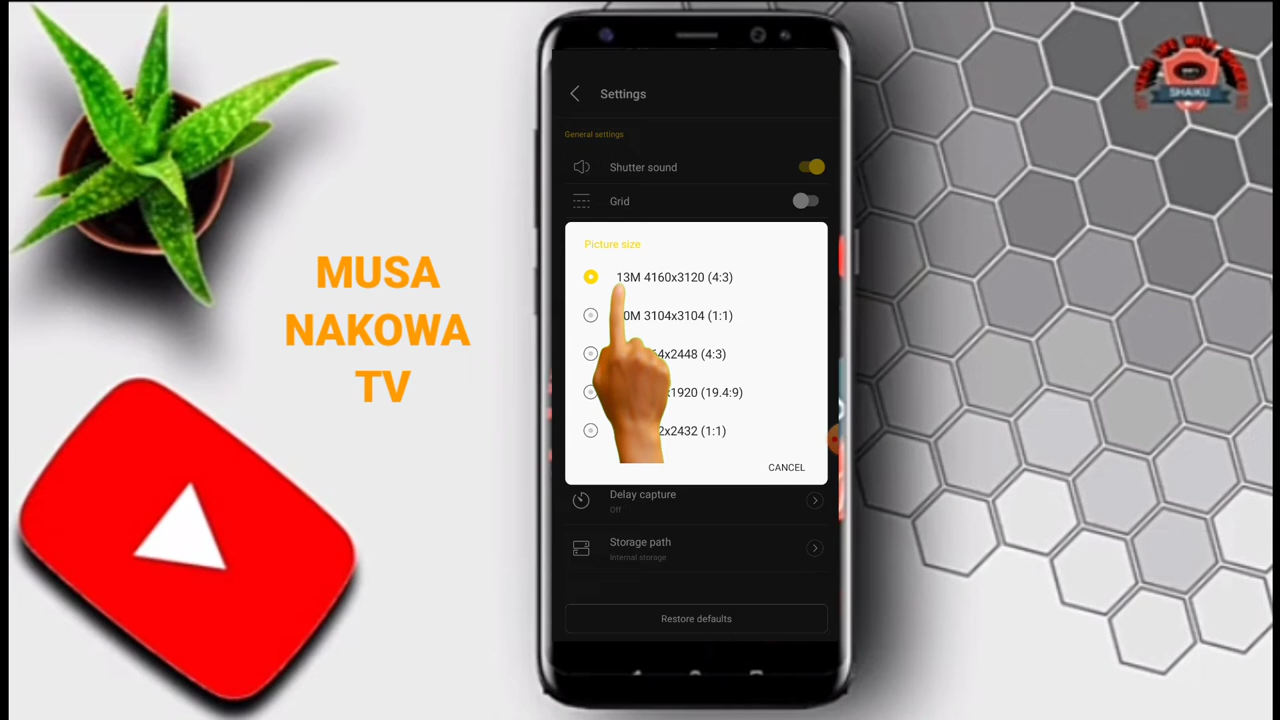 MUSA
NAKOWA
TV
Settings
General settings
Shutter sound
Grid
Picture size
13M 4160x3120 (4:3)
0M 3104x3104 (1:1)
4x2448 (4:3)
x1920 (19.4:9)
2x2432 (1:1)
CANCEL
Delay capture
Off
Storage path
Internal storage
Restore defaults
SHAIKU